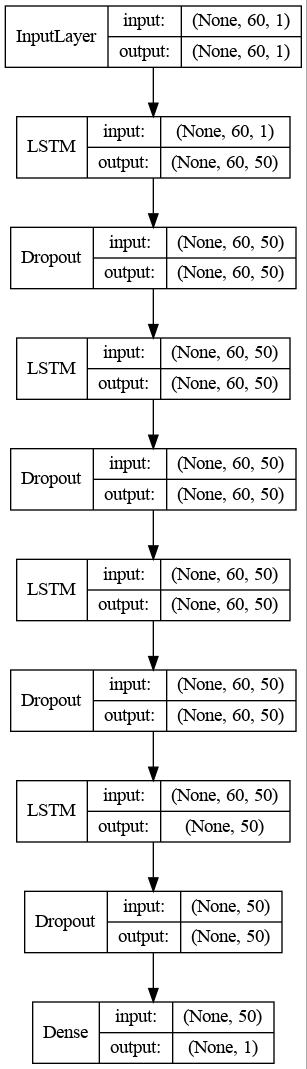 InputLayer
input: (None, 60, 1)
output: (None, 60, 1)
LSTM
input: (None, 60, 1)
output: (None, 60, 50)
Dropout
input: (None, 60, 50)
output: (None, 60, 50)
LSTM
input: (None, 60, 50)
output: (None, 60, 50)
Dropout
input: (None, 60, 50)
output: (None, 60, 50)
LSTM
input: (None, 60, 50)
output: (None, 60, 50)
Dropout
input: (None, 60, 50)
output: (None, 60, 50)
LSTM
input: (None, 60, 50)
output: (None, 50)
Dropout
input: (None, 50)
output: (None, 50)
Dense
input: (None, 50)
output: (None, 1)